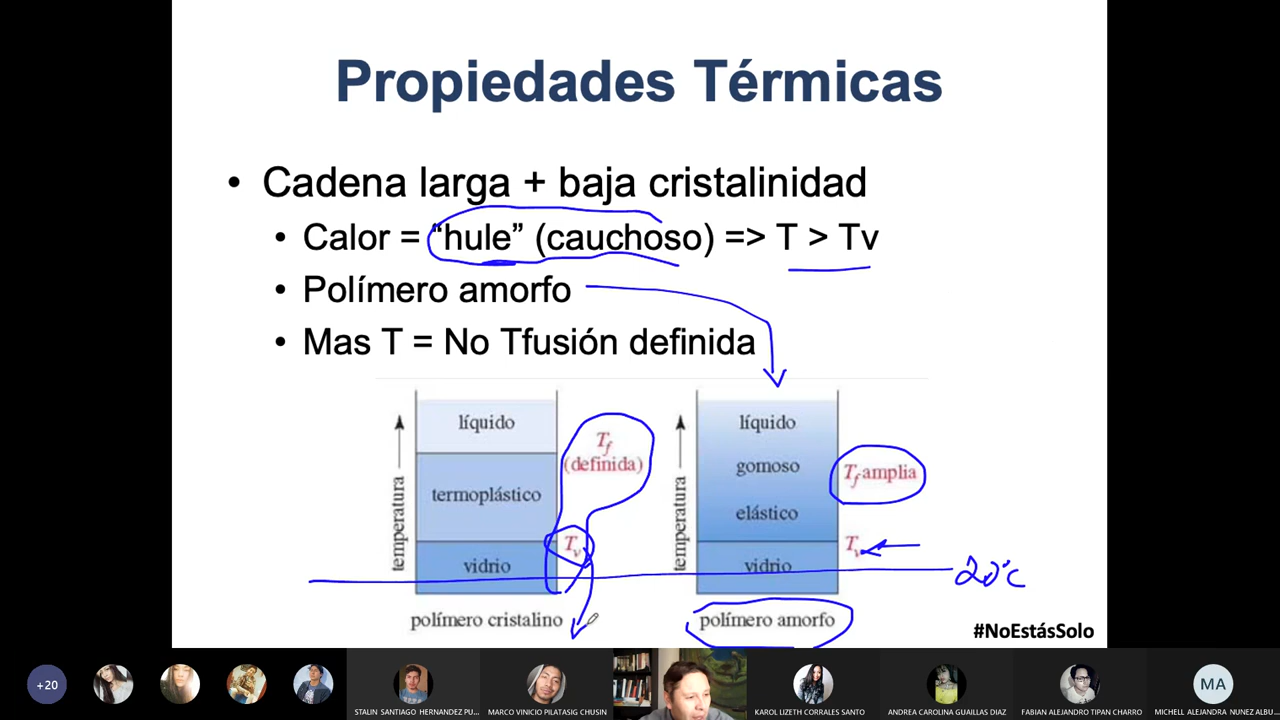 Propiedades Térmicas
• Cadena larga + baja cristalinidad
• Calor = “hule” (cauchoso) => T > Tv
• Polímero amorfo
• Mas T = No Tfusión definida
temperatura
líquido
termoplástico
vidrio
Tf
(definida)
Tv
polímero cristalino
temperatura
líquido
gomoso
elástico
vidrio
Tf amplia
Tv
polímero amorfo
20°C
#NoEstásSolo
+20
STALIN SANTIAGO HERNANDEZ PU...
MARCO VINICIO PILATASIG CHUSIN
KAROL LIZETH CORRALES SANTO
ANDREA CAROLINA GUAILLAS DIAZ
FABIAN ALEJANDRO TIPAN CHARRO
MA
MICHELL ALEJANDRA NUNEZ ALBU...